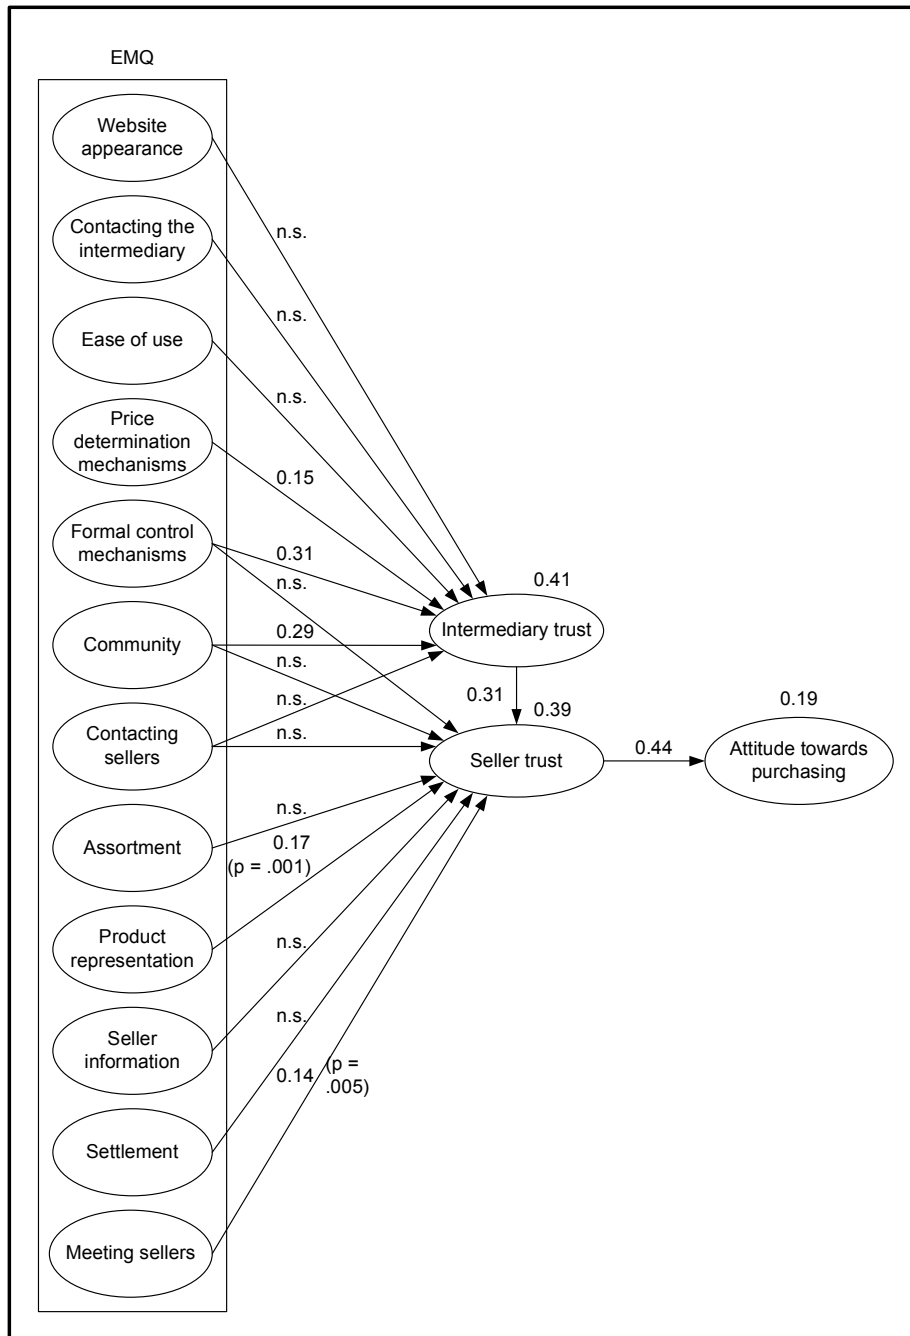 EMQ
Website
appearance
Contacting the
intermediary
n.s.
n.s.
Ease of use
n.s.
Price
determination
mechanisms
0.15
Formal control
mechanisms
0.31
n.s.
0.41
Intermediary trust
Community
0.29
n.s.
0.31
n.s.
0.39
0.19
Contacting
sellers
n.s.
Seller trust
0.44
Attitude towards
purchasing
n.s.
Assortment
0.17
(p = .001)
Product
representation
n.s.
Seller
information
n.s.
0.14
(p =
.005)
Settlement
Meeting sellers